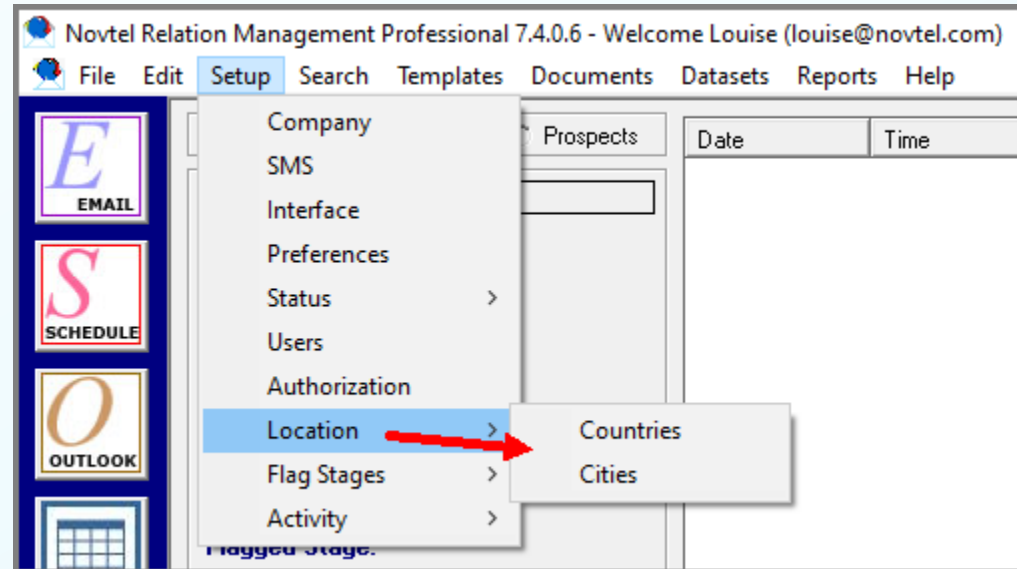 Novtel Relation Management Professional 7.4.0.6 - Welcome Louise (louise@novtel.com)
File Edit Setup Search Templates Documents Datasets Reports Help
E
EMAIL
S
SCHEDULE
O
OUTLOOK
Company
SMS
Interface
Preferences
Status >
Users
Authorization
Location >
Flag Stages >
Activity >
Countries
Cities
Prospects
Date Time
Flagged Stage: